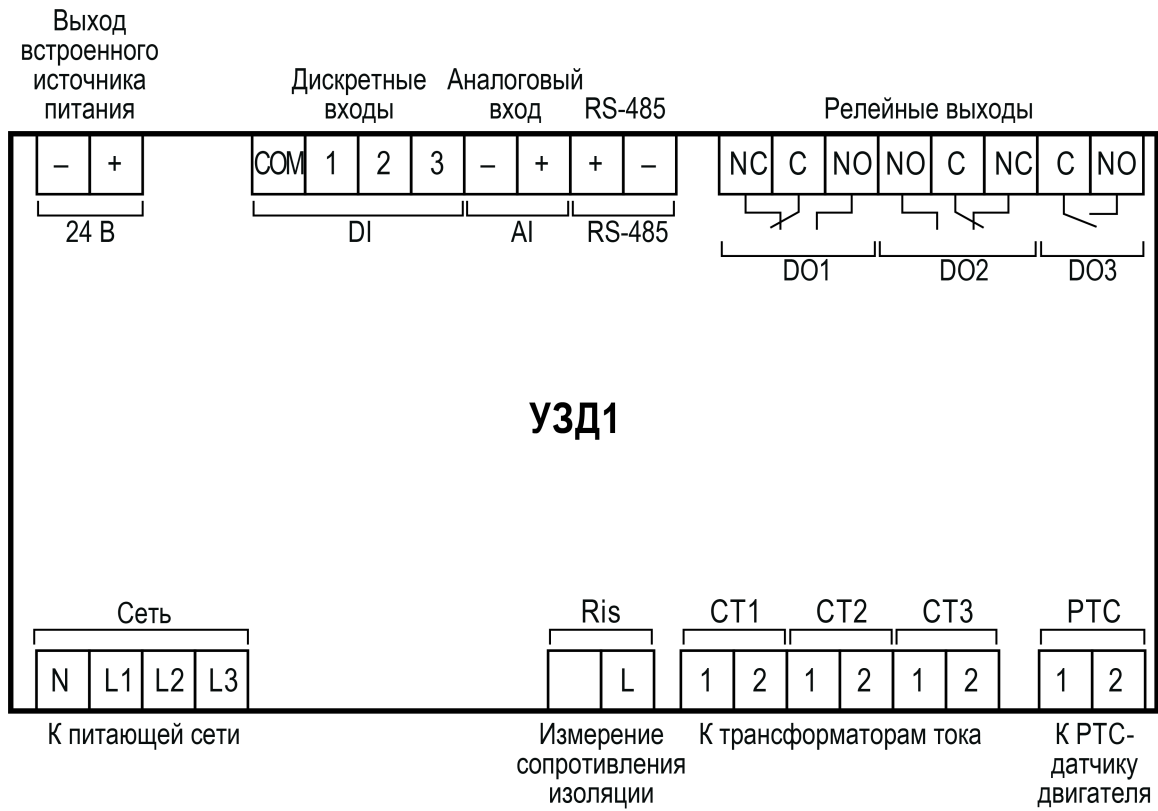 Выход
встроенного
источника
питания
Дискретные
входы
Аналоговый
вход
RS-485
Релейные выходы
– +
COM 1 2 3 – + + –
NC C NO NO C NC C NO
24 В
DI
AI
RS-485
DO1
DO2
DO3
УЗД1
Сеть
Ris
CT1
CT2
CT3
PTC
N L1 L2 L3
L
1 2 1 2 1 2
1 2
К питающей сети
Измерение
сопротивления
изоляции
К трансформаторам тока
К PTC-
датчику
двигателя